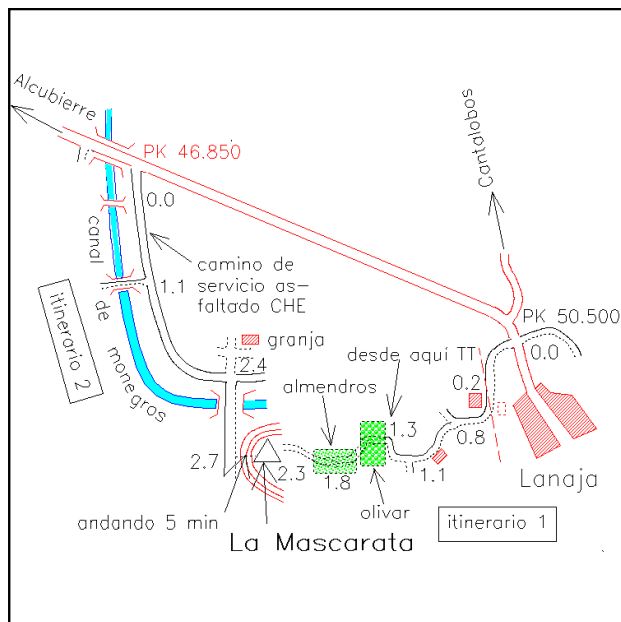 Alcubierre
PK 46.850
Cantalobos
0.0
canal
de monegros
camino de
servicio as-
faltado CHE
1.1
itinerario 2
PK 50.500
0.0
granja
2.4
desde aquí TT
almendros
0.2
1.3
0.8
2.7
2.3
1.8
1.1
Lanaja
andando 5 min
olivar
itinerario 1
La Mascarata